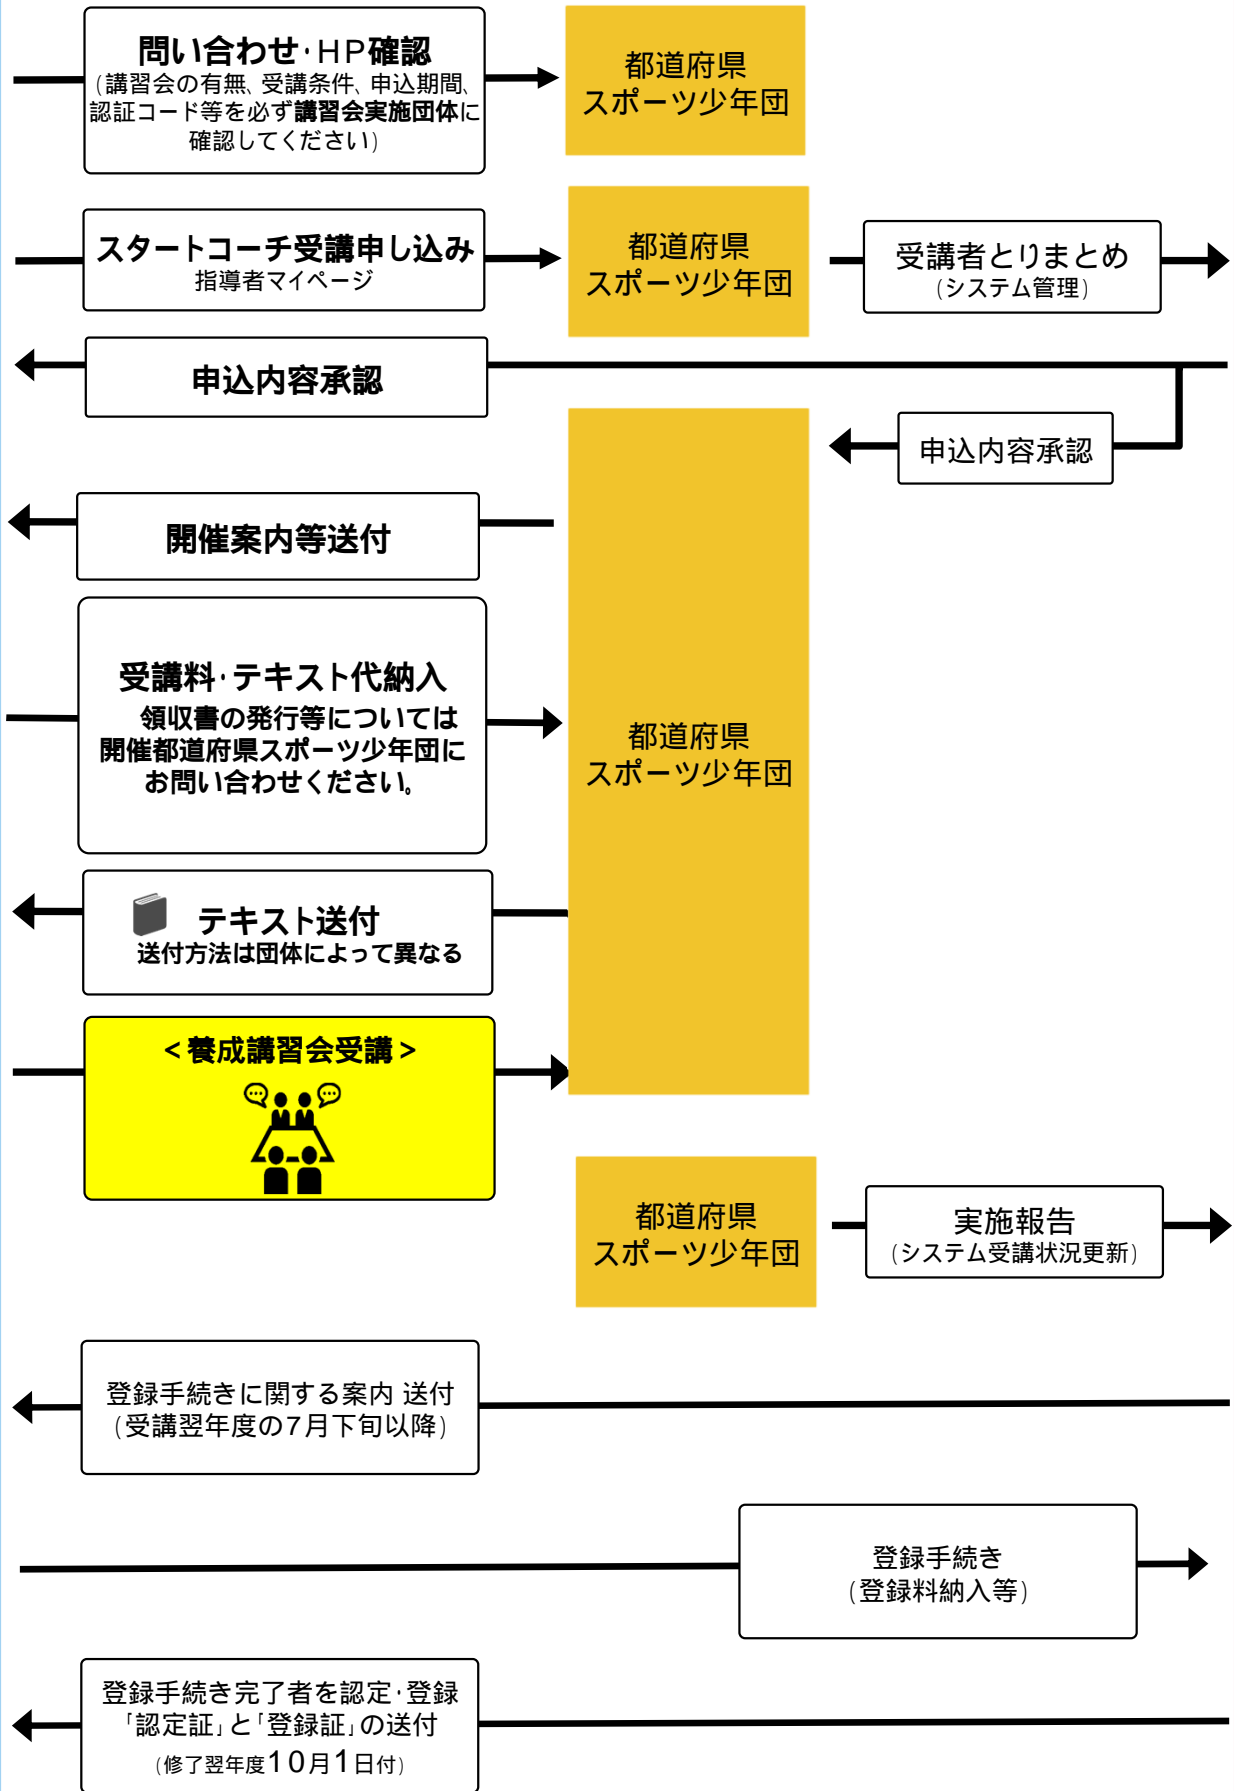 問い合わせ・HP確認
(講習会の有無、受講条件、申込期間、
認証コード等を必ず講習会実施団体に
確認してください)
都道府県
スポーツ少年団
スタートコーチ受講申し込み
指導者マイページ
都道府県
スポーツ少年団
受講者とりまとめ
(システム管理)
申込内容承認
申込内容承認
開催案内等送付
受講料・テキスト代納入
領収書の発行等については
開催都道府県スポーツ少年団に
お問い合わせください。
都道府県
スポーツ少年団
テキスト送付
送付方法は団体によって異なる
<養成講習会受講>
都道府県
スポーツ少年団
実施報告
(システム受講状況更新)
登録手続きに関する案内 送付
(受講翌年度の7月下旬以降)
登録手続き
(登録料納入等)
登録手続き完了者を認定・登録
「認定証」と「登録証」の送付
(修了翌年度10月1日付)